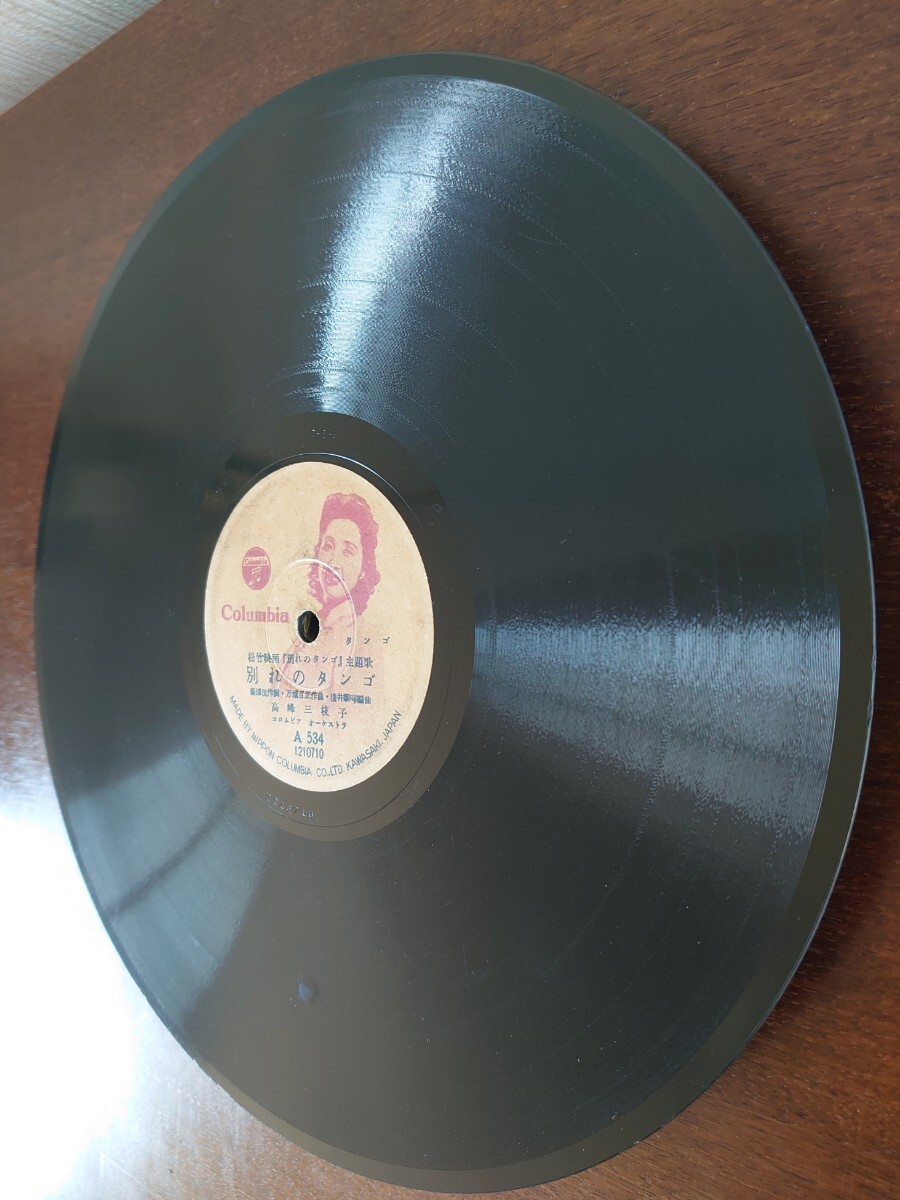 Columbia
タンゴ
松竹映画『別れのタンゴ』主題歌
別れのタンゴ
高峰三枝子
コロムビア オーケストラ
A 534
1210710
MADE BY NIPPON COLUMBIA CO., LTD. KAWASAKI, JAPAN